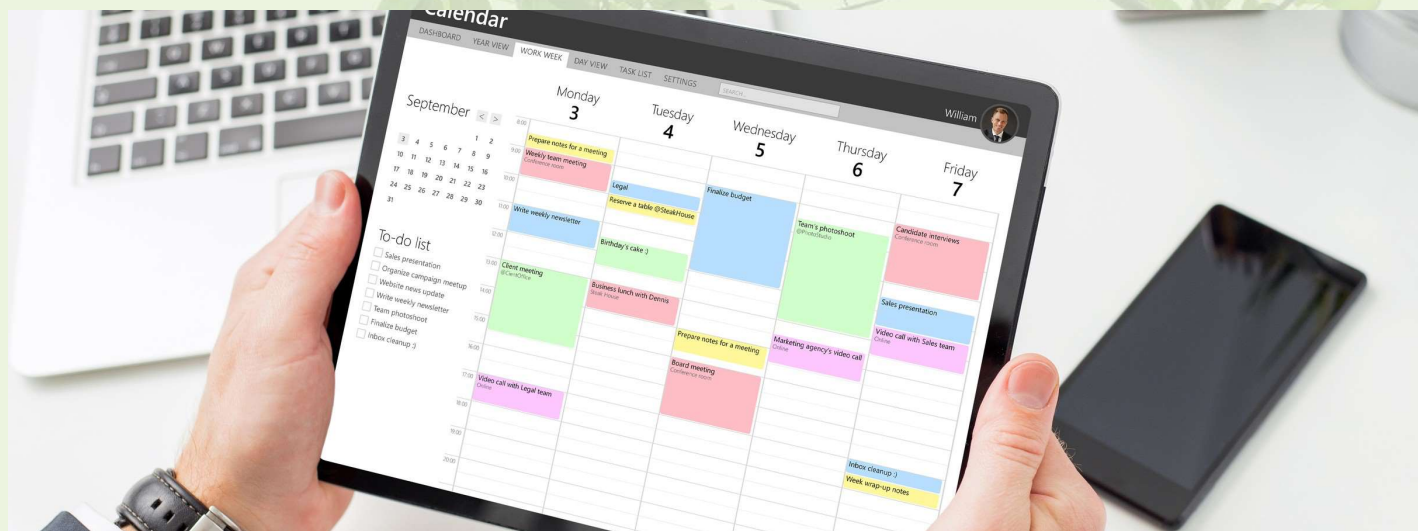 Calendar
DASHBOARD YEAR VIEW WORK WEEK DAY VIEW TASK LIST SETTINGS SEARCH...
William
September < >
1 2
3 4 5 6 7 8 9
10 11 12 13 14 15 16
17 18 19 20 21 22 23
24 25 26 27 28 29 30
31
To-do list
Sales presentation
Organize campaign meetup
Website news update
Write weekly newsletter
Team photoshoot
Finalize budget
Inbox cleanup :)
8:00
9:00
10:00
11:00
12:00
13:00
14:00
15:00
16:00
17:00
18:00
19:00
20:00
Monday
3
Prepare notes for a meeting
Weekly team meeting
Conference room
Write weekly newsletter
Client meeting
Video call with Legal team
Online
Tuesday
4
Legal
Reserve a table @SteakHouse
Birthday's cake :)
Business lunch with Dennis
Steak House
Wednesday
5
Finalize budget
Prepare notes for a meeting
Board meeting
Conference room
Thursday
6
Team's photoshoot
@PhotoStudio
Marketing agency's video call
Online
Friday
7
Candidate interviews
Conference room
Sales presentation
Video call with Sales team
Online
Inbox cleanup :)
Week wrap-up notes